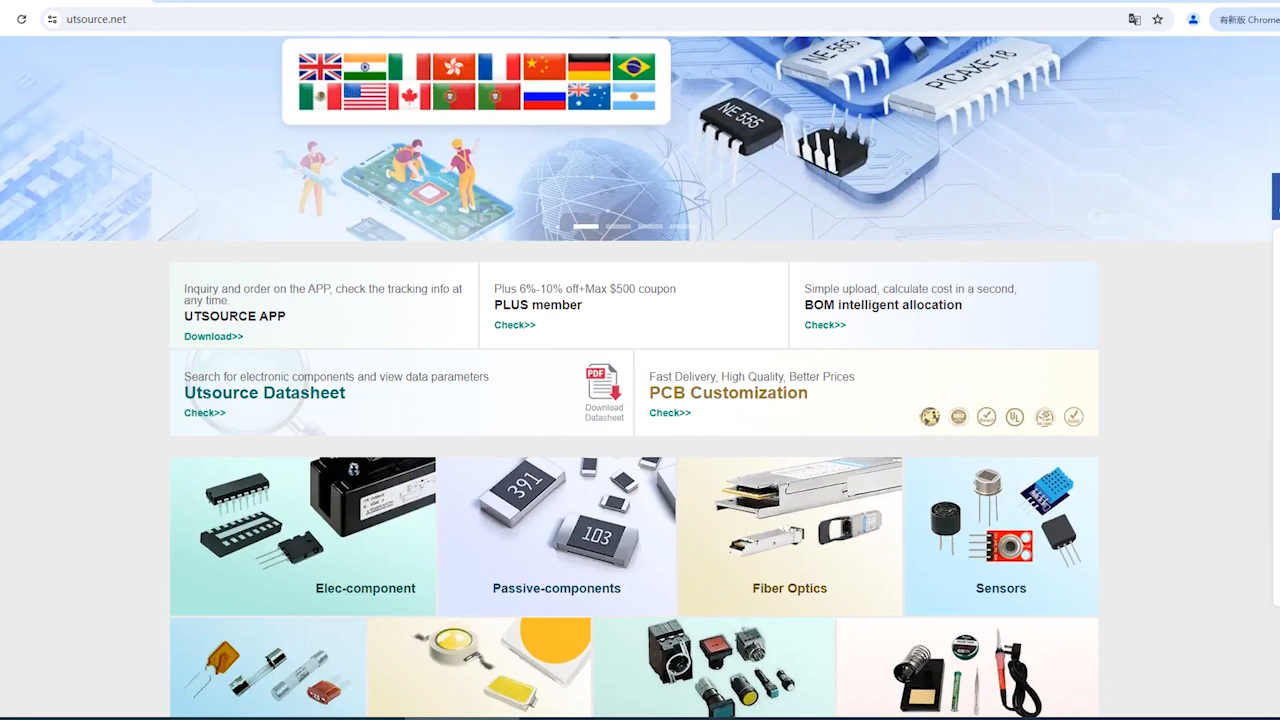 utsource.net
有新版 Chrome
NE 555
PICAXE-18
NE 555
Inquiry and order on the APP, check the tracking info at
any time.
UTSOURCE APP
Download>>
Plus 6%-10% off+Max $500 coupon
PLUS member
Check>>
Simple upload, calculate cost in a second,
BOM intelligent allocation
Check>>
Search for electronic components and view data parameters
Utsource Datasheet
Check>>
PDF
Download
Datasheet
Fast Delivery, High Quality, Better Prices
PCB Customization
Check>>
391
103
Elec-component
Passive-components
Fiber Optics
Sensors